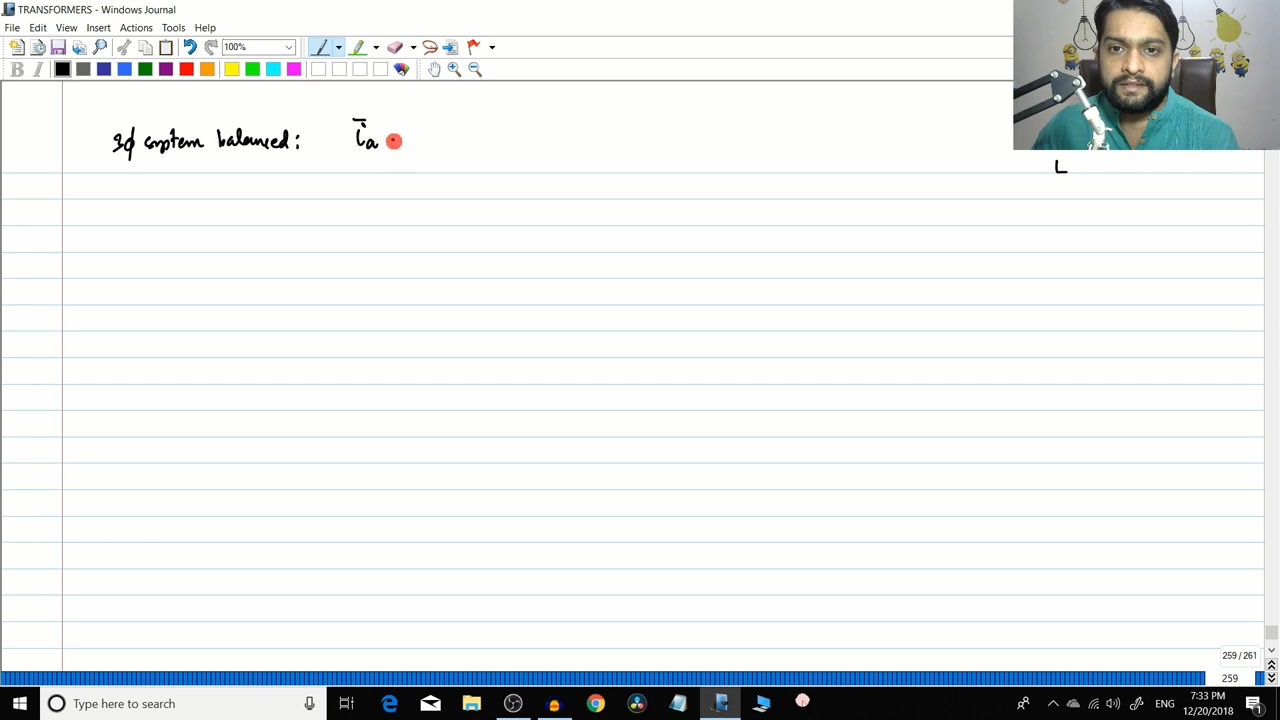 TRANSFORMERS - Windows Journal
File Edit View Insert Actions Tools Help
100%
B I
3ϕ system balanced: i̅a
L
259 / 261
259
Type here to search
ENG
7:33 PM
12/20/2018
1